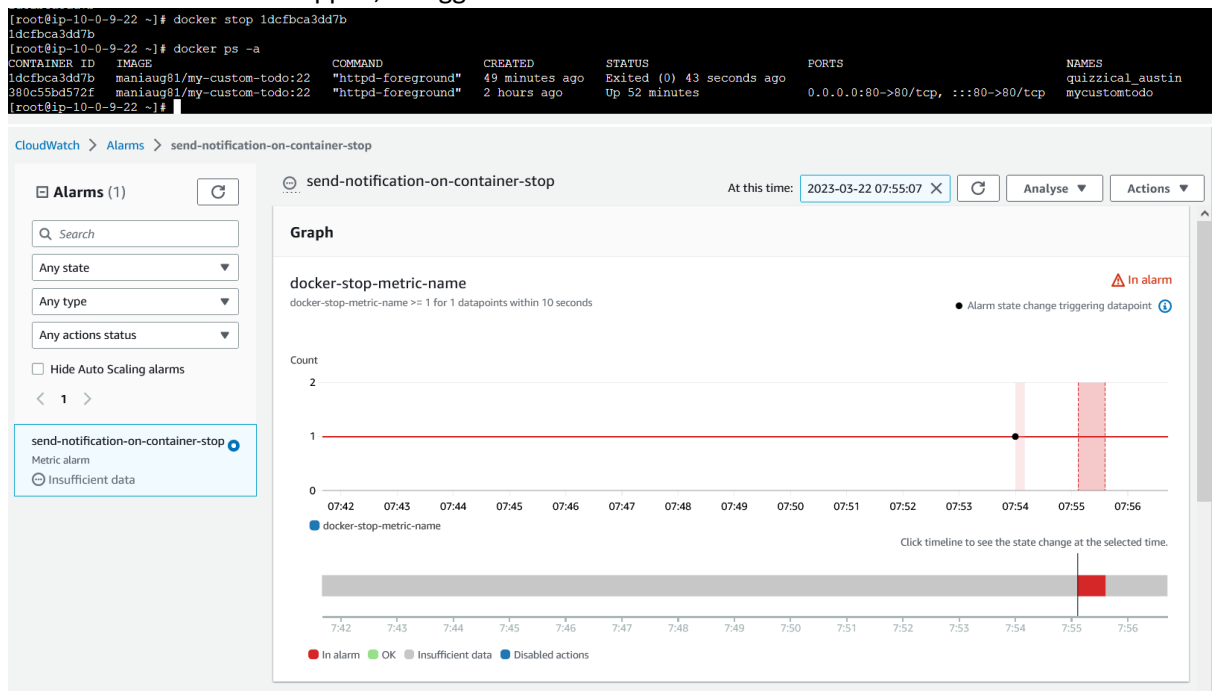 [root@ip-10-0-9-22 ~]# docker stop 1dcfbca3dd7b
1dcfbca3dd7b
[root@ip-10-0-9-22 ~]# docker ps -a
CONTAINER ID IMAGE COMMAND CREATED STATUS PORTS NAMES
1dcfbca3dd7b maniaug81/my-custom-todo:22 "httpd-foreground" 49 minutes ago Exited (0) 43 seconds ago quizzical_austin
380c55bd572f maniaug81/my-custom-todo:22 "httpd-foreground" 2 hours ago Up 52 minutes 0.0.0.0:80->80/tcp, :::80->80/tcp mycustomtodo
[root@ip-10-0-9-22 ~]#
CloudWatch > Alarms > send-notification-on-container-stop
Alarms (1)
Search
Any state
Any type
Any actions status
Hide Auto Scaling alarms
< 1 >
send-notification-on-container-stop
Metric alarm
Insufficient data
send-notification-on-container-stop
At this time: 2023-03-22 07:55:07 Analyse Actions
Graph
docker-stop-metric-name
In alarm
docker-stop-metric-name >= 1 for 1 datapoints within 10 seconds
Alarm state change triggering datapoint
Count
2
1
0
07:42 07:43 07:44 07:45 07:46 07:47 07:48 07:49 07:50 07:51 07:52 07:53 07:54 07:55 07:56
docker-stop-metric-name
Click timeline to see the state change at the selected time.
7:42 7:43 7:44 7:45 7:46 7:47 7:48 7:49 7:50 7:51 7:52 7:53 7:54 7:55 7:56
In alarm OK Insufficient data Disabled actions